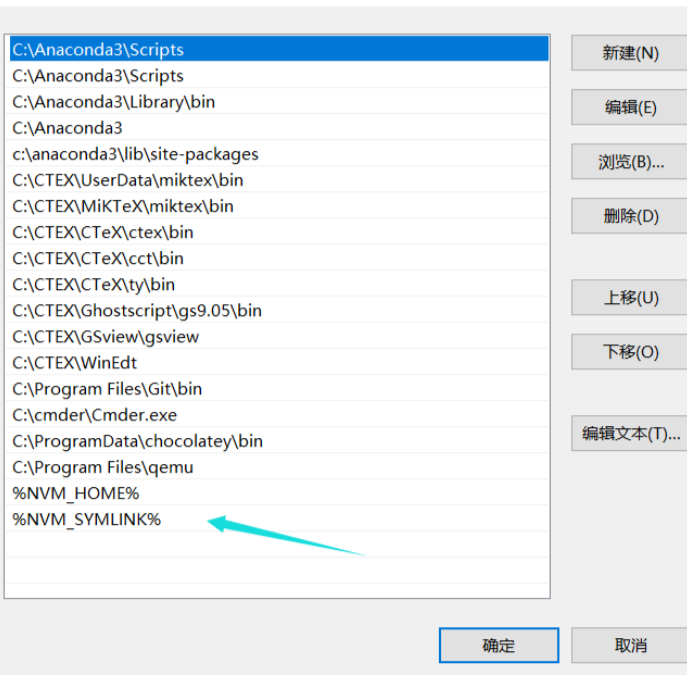 C:\Anaconda3\Scripts
C:\Anaconda3\Scripts
C:\Anaconda3\Library\bin
C:\Anaconda3
c:\anaconda3\lib\site-packages
C:\CTEX\UserData\miktex\bin
C:\CTEX\MiKTeX\miktex\bin
C:\CTEX\CTeX\ctex\bin
C:\CTEX\CTeX\cct\bin
C:\CTEX\CTeX\ty\bin
C:\CTEX\Ghostscript\gs9.05\bin
C:\CTEX\GSview\gsview
C:\CTEX\WinEdt
C:\Program Files\Git\bin
C:\cmder\Cmder.exe
C:\ProgramData\chocolatey\bin
C:\Program Files\qemu
%NVM_HOME%
%NVM_SYMLINK%
新建(N)
编辑(E)
浏览(B)...
删除(D)
上移(U)
下移(O)
编辑文本(T)...
确定
取消